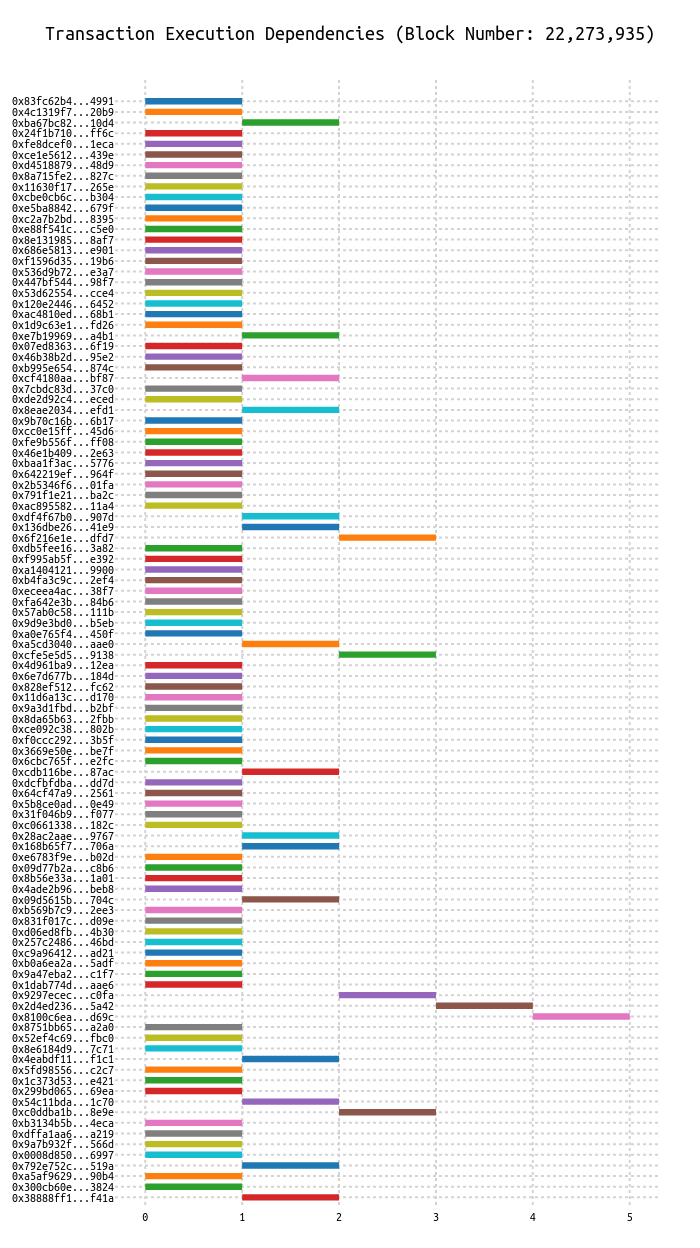 Transaction Execution Dependencies (Block Number: 22,273,935)
0x83fc62b4...4991
0x4c1319f7...20b9
0xba67bc82...10d4
0x24f1b710...ff6c
0xfe8dcef0...1eca
0xce1e5612...439e
0xd4518879...48d9
0x8a715fe2...827c
0x11630f17...265e
0xcbe0cb6c...b304
0xe5ba8842...679f
0xc2a7b2bd...8395
0xe88f541c...c5e0
0x8e131985...8af7
0x686e5813...e901
0xf1596d35...19b6
0x536d9b72...e3a7
0x447bf544...98f7
0x53d62554...cce4
0x120e2446...6452
0xac4810ed...68b1
0x1d9c63e1...fd26
0xe7b19969...a4b1
0x07ed8363...6f19
0x46b38b2d...95e2
0xb995e654...874c
0xcf4180aa...bf87
0x7cbdc83d...37c0
0xde2d92c4...eced
0x8eae2034...efd1
0x9b70c16b...6b17
0xcc0e15ff...45d6
0xfe9b556f...ff08
0x46e1b409...2e63
0xbaa1f3ac...5776
0x642219ef...964f
0x2b5346f6...01fa
0x791f1e21...ba2c
0xac895582...11a4
0xdf4f67b0...907d
0x136dbe26...41e9
0x6f216e1e...dfd7
0xdb5fee16...3a82
0xf995ab5f...e392
0xa1404121...9900
0xb4fa3c9c...2ef4
0xeceea4ac...38f7
0xfa642e3b...84b6
0x57ab0c58...111b
0x9d9e3bd0...b5eb
0xa0e765f4...450f
0xa5cd3040...aae0
0xcfe5e5d5...9138
0x4d961ba9...12ea
0x6e7d677b...184d
0x828ef512...fc62
0x11d6a13c...d170
0x9a3d1fbd...b2bf
0x8da65b63...2fbb
0xce092c38...802b
0xf0ccc292...3b5f
0x3669e50e...be7f
0x6cbc765f...e2fc
0xcdb116be...87ac
0xdcfbfdba...dd7d
0x64cf47a9...2561
0x5b8ce0ad...0e49
0x31f046b9...f077
0xc0661338...182c
0x28ac2aae...9767
0x168b65f7...706a
0xe6783f9e...b02d
0x09d77b2a...c8b6
0x8b56e33a...1a01
0x4ade2b96...beb8
0x09d5615b...704c
0xb569b7c9...2ee3
0x831f017c...d09e
0xd06ed8fb...4b30
0x257c2486...46bd
0xc9a96412...ad21
0xb0a6ea2a...5adf
0x9a47eba2...c1f7
0x1dab774d...aae6
0x9297ecec...c0fa
0x2d4ed236...5a42
0x8100c6ea...d69c
0x8751bb65...a2a0
0x52ef4c69...fbc0
0x8e6184d9...7c71
0x4eabdf11...f1c1
0x5fd98556...c2c7
0x1c373d53...e421
0x299bd065...69ea
0x54c11bda...1c70
0xc0ddba1b...8e9e
0xb3134b5b...4eca
0xdffa1aa6...a219
0x9a7b932f...566d
0x0008d850...6997
0x792e752c...519a
0xa5af9629...90b4
0x300cb60e...3824
0x38888ff1...f41a
0 1 2 3 4 5